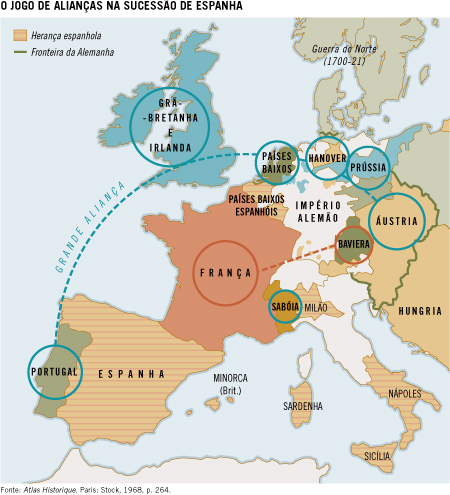 O JOGO DE ALIANÇAS NA SUCESSÃO DE ESPANHA
Herança espanhola
Fronteira da Alemanha
Guerra do Norte
(1700-21)
GRÃ-
-BRETANHA
E
IRLANDA
PAÍSES
BAIXOS
HANOVER
PRÚSSIA
PAÍSES BAIXOS
ESPANHÓIS
IMPÉRIO
ALEMÃO
ÁUSTRIA
GRANDE ALIANÇA
BAVIERA
FRANÇA
SABÓIA
MILÃO
HUNGRIA
PORTUGAL
ESPANHA
MINORCA
(Brit.)
SARDENHA
NÁPOLES
SICÍLIA
Fonte: Atlas Historique. Paris: Stock, 1968, p. 264.